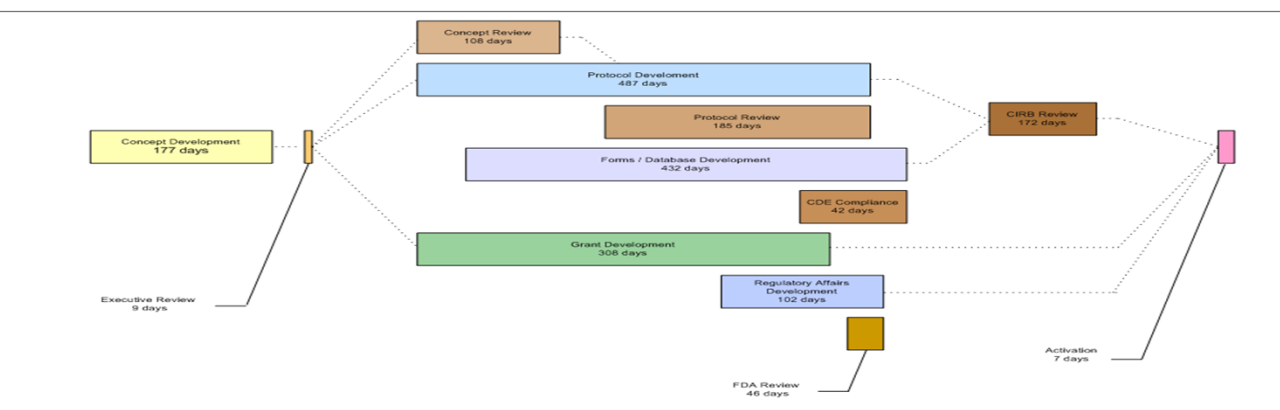 Concept Review
108 days
Protocol Develoment
487 days
Protocol Review
185 days
CIRB Review
172 days
Concept Development
177 days
Forms / Database Development
432 days
CDE Compliance
42 days
Grant Development
308 days
Regulatory Affairs
Development
102 days
Executive Review
9 days
Activation
7 days
FDA Review
46 days